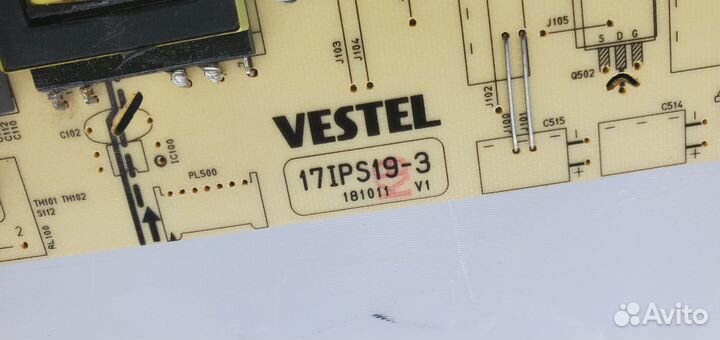 J105
S D G
Q502
J103
J104
J102
J100
J101
C515
C514
C112
C110
C102
IC100
VESTEL
17IPS19-3
181011 V1
PL500
TH101 TH102
S112
RL100
2
- +
- +
Avito